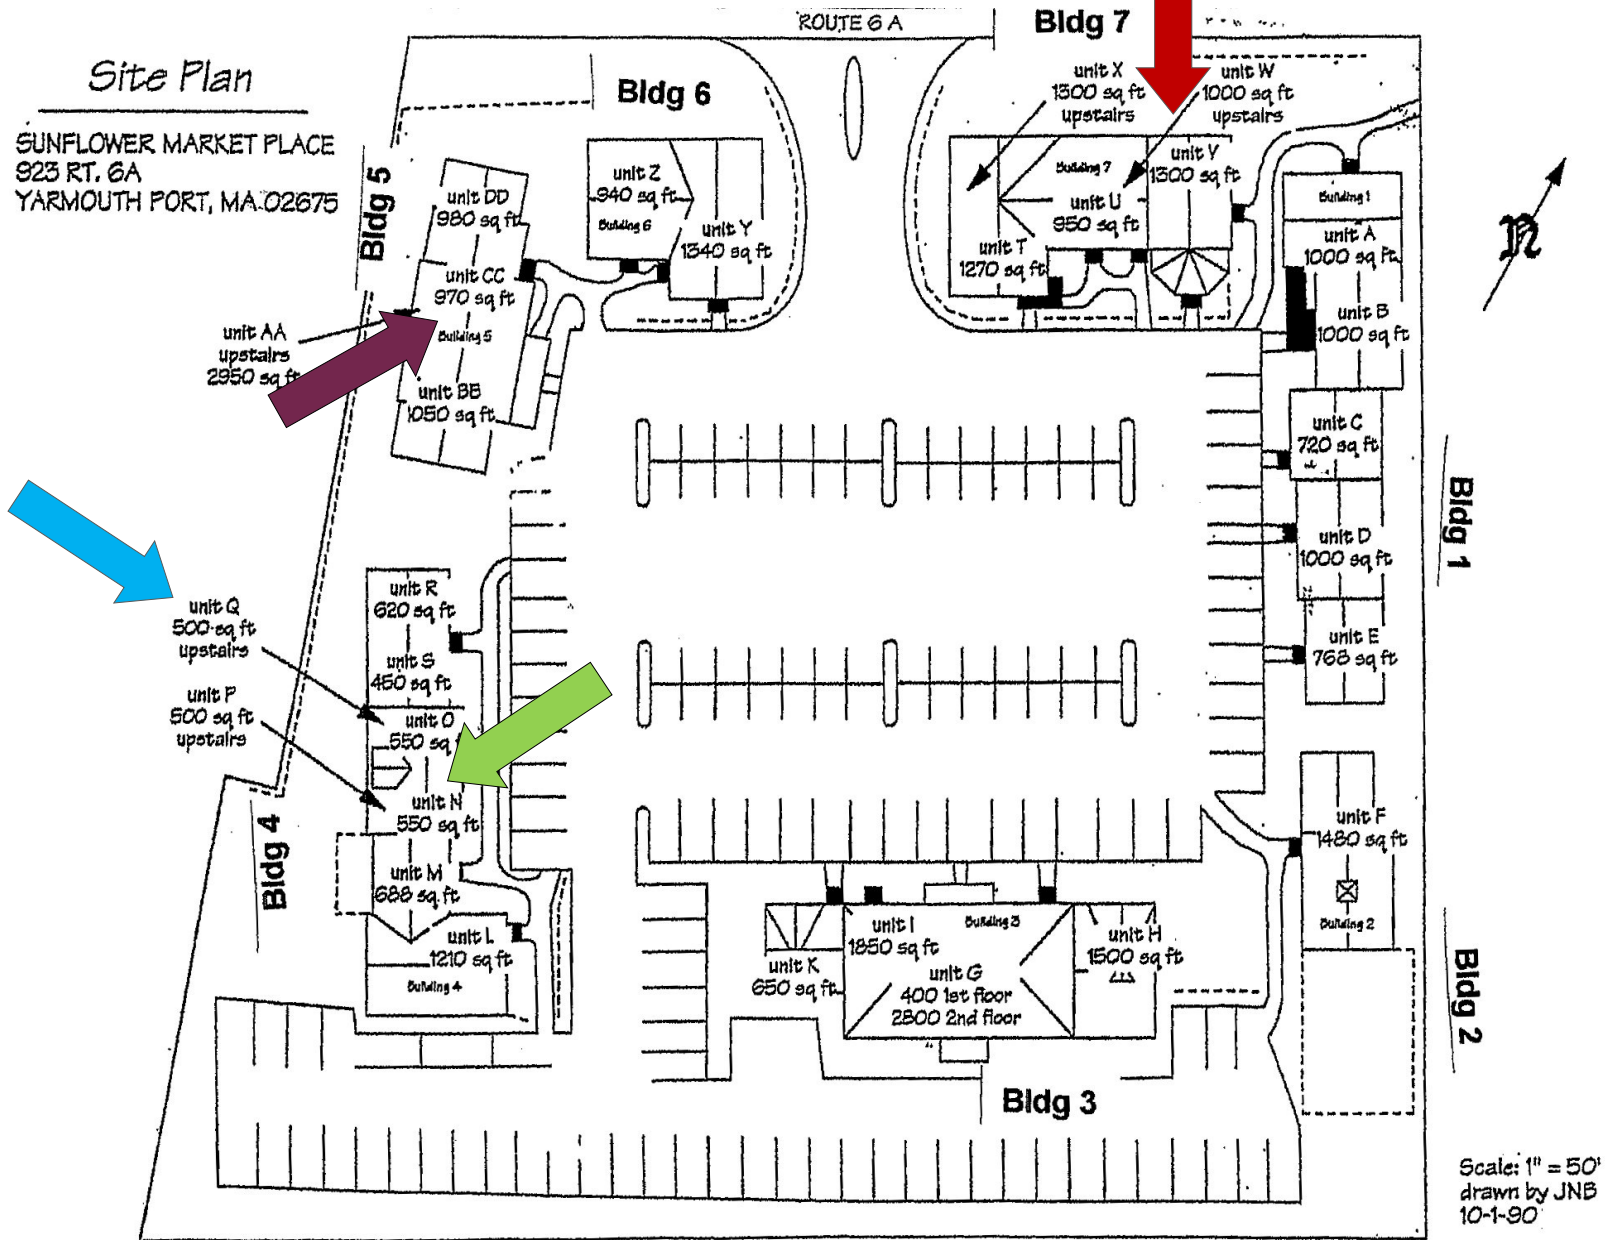 ROUTE 6 A
Bldg 7
Site Plan
SUNFLOWER MARKET PLACE
923 RT. 6A
YARMOUTH PORT, MA 02675
Bldg 6
unit X
1300 sq ft
upstairs
unit W
1000 sq ft
upstairs
Bldg 5
unit DD
980 sq ft
unit CC
970 sq ft
Building 5
unit AA
upstairs
2950 sq ft
unit BB
1050 sq ft
unit Z
940 sq ft
Building 6
unit Y
1340 sq ft
Building 7
unit U
950 sq ft
unit V
1300 sq ft
unit T
1270 sq ft
Building 1
unit A
1000 sq ft
unit B
1000 sq ft
N
unit C
720 sq ft
unit D
1000 sq ft
unit E
768 sq ft
Bldg 1
unit Q
500 sq ft
upstairs
unit P
500 sq ft
upstairs
unit R
620 sq ft
unit S
450 sq ft
unit O
550 sq
unit N
550 sq ft
unit M
688 sq ft
unit L
1210 sq ft
Building 4
Bldg 4
unit I
1850 sq ft
Building 3
unit H
1500 sq ft
unit K
650 sq ft
unit G
400 1st floor
2800 2nd floor
Bldg 3
unit F
1480 sq ft
Building 2
Bldg 2
Scale: 1" = 50'
drawn by JNB
10-1-90